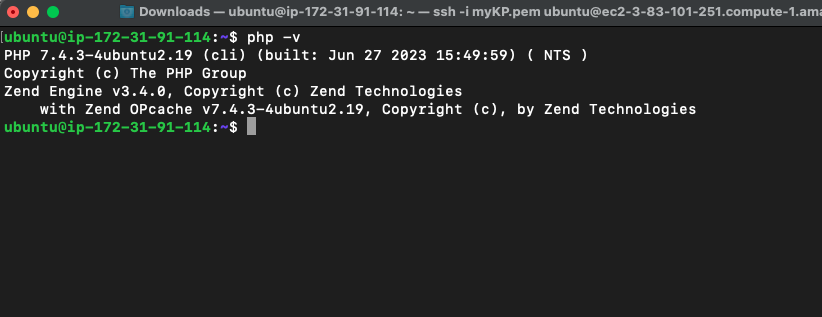 Downloads — ubuntu@ip-172-31-91-114: ~ — ssh -i myKP.pem ubuntu@ec2-3-83-101-251.compute-1.ama
[ubuntu@ip-172-31-91-114:~$ php -v
PHP 7.4.3-4ubuntu2.19 (cli) (built: Jun 27 2023 15:49:59) ( NTS )
Copyright (c) The PHP Group
Zend Engine v3.4.0, Copyright (c) Zend Technologies
    with Zend OPcache v7.4.3-4ubuntu2.19, Copyright (c), by Zend Technologies
ubuntu@ip-172-31-91-114:~$